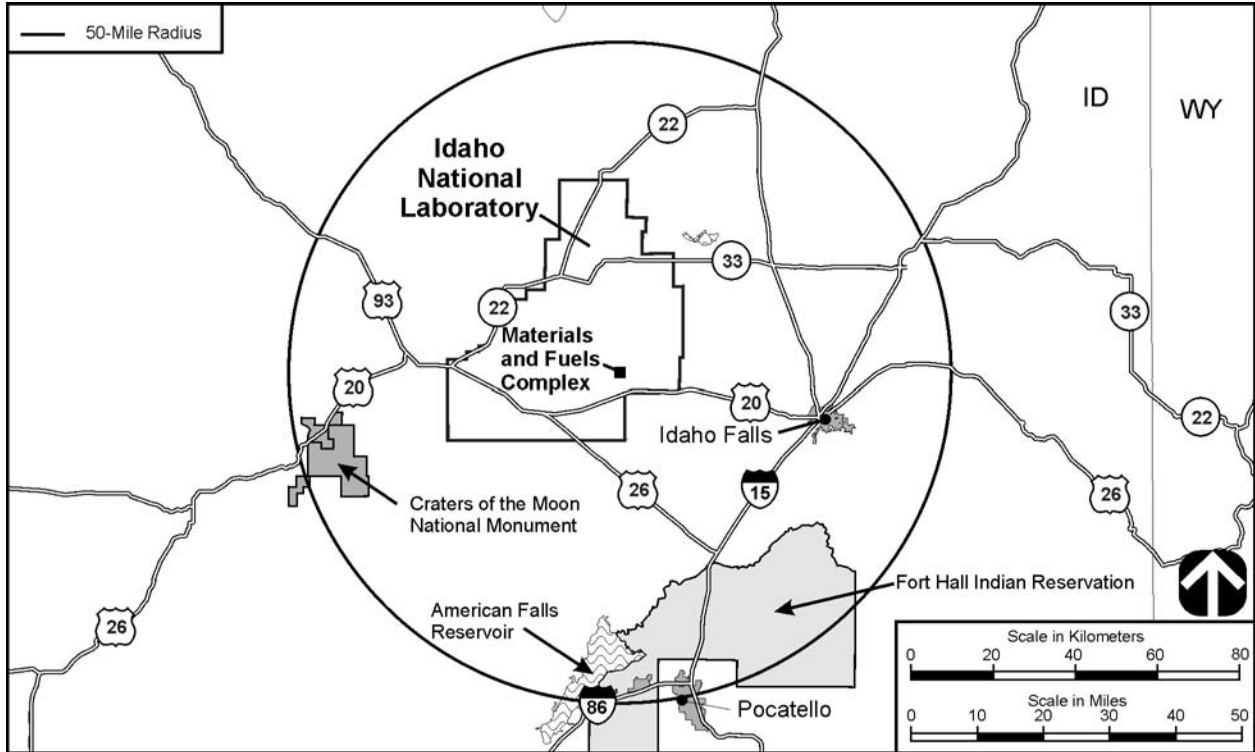 50-Mile Radius
ID
WY
22
Idaho
National
Laboratory
33
93
22
33
Materials
and Fuels
Complex
20
20
22
Idaho Falls
26
15
26
Craters of the Moon
National Monument
Fort Hall Indian Reservation
American Falls
Reservoir
26
86
Pocatello
Scale in Kilometers
0 20 40 60 80
Scale in Miles
0 10 20 30 40 50